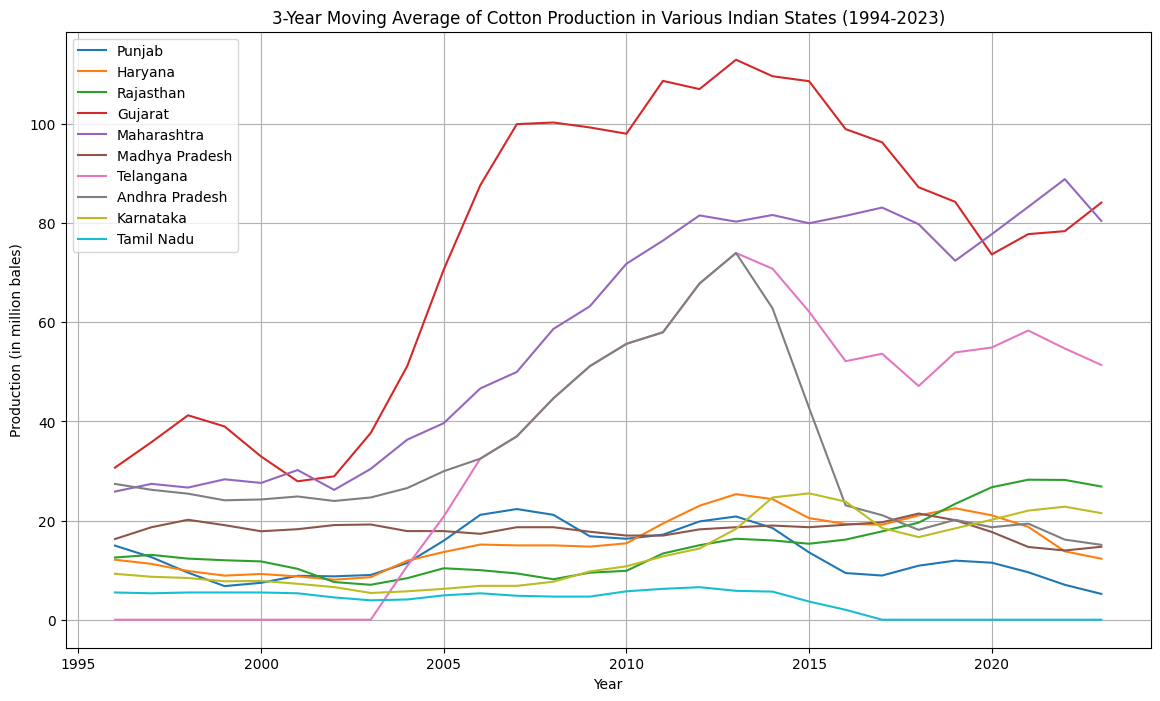 3-Year Moving Average of Cotton Production in Various Indian States (1994-2023)
Punjab
Haryana
Rajasthan
Gujarat
Maharashtra
Madhya Pradesh
Telangana
Andhra Pradesh
Karnataka
Tamil Nadu
Production (in million bales)
100
80
60
40
20
0
1995
2000
2005
2010
2015
2020
Year